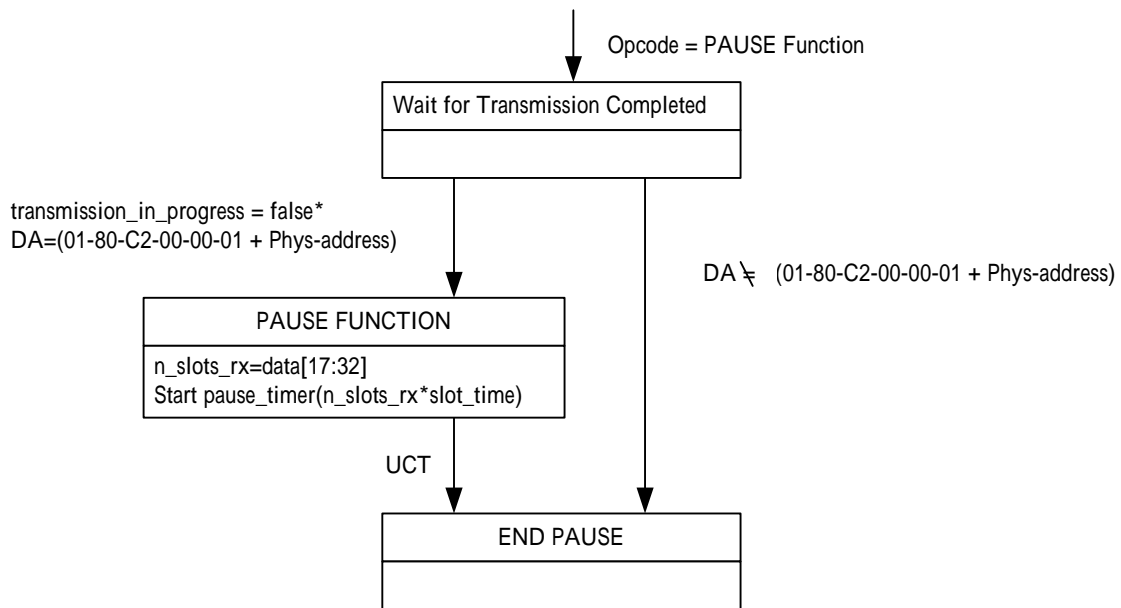 Opcode = PAUSE Function
Wait for Transmission Completed
transmission_in_progress = false*
DA=(01-80-C2-00-00-01 + Phys-address)
DA ≠ (01-80-C2-00-00-01 + Phys-address)
PAUSE FUNCTION
n_slots_rx=data[17:32]
Start pause_timer(n_slots_rx*slot_time)
UCT
END PAUSE